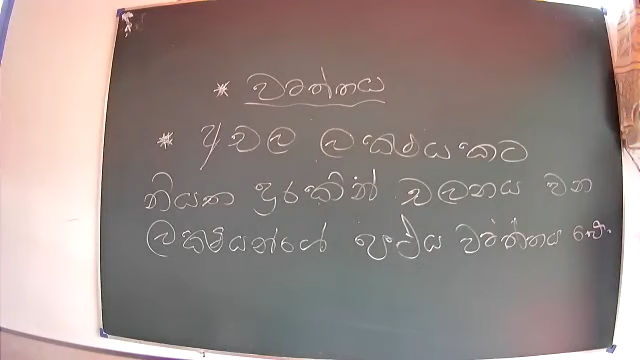 * වෘත්තය
* අචල ලක්ෂ්‍යයකට
නියත දුරකින් චලනය වන
ලක්ෂ්‍යයන්ගේ පථය වෘත්තය වේ.